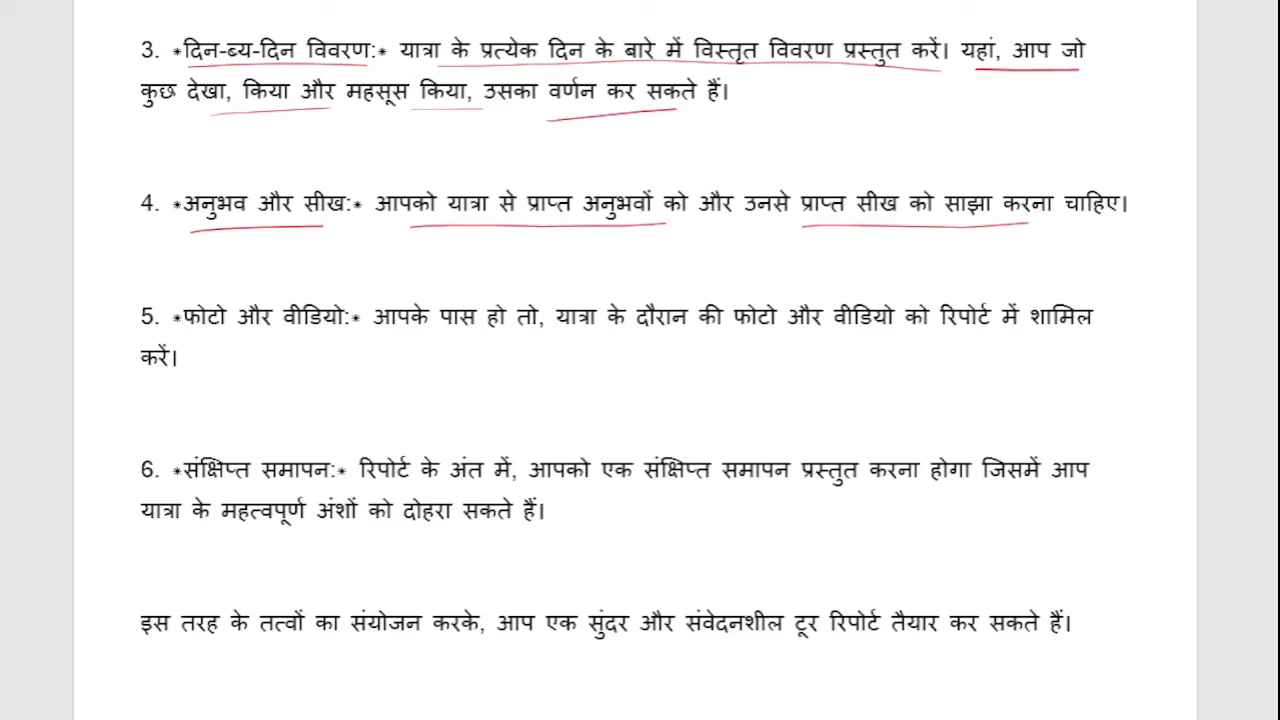 3. *दिन-ब्य-दिन विवरण:* यात्रा के प्रत्येक दिन के बारे में विस्तृत विवरण प्रस्तुत करें। यहां, आप जो
कुछ देखा, किया और महसूस किया, उसका वर्णन कर सकते हैं।
4. *अनुभव और सीख:* आपको यात्रा से प्राप्त अनुभवों को और उनसे प्राप्त सीख को साझा करना चाहिए।
5. *फोटो और वीडियो:* आपके पास हो तो, यात्रा के दौरान की फोटो और वीडियो को रिपोर्ट में शामिल
करें।
6. *संक्षिप्त समापन:* रिपोर्ट के अंत में, आपको एक संक्षिप्त समापन प्रस्तुत करना होगा जिसमें आप
यात्रा के महत्वपूर्ण अंशों को दोहरा सकते हैं।
इस तरह के तत्वों का संयोजन करके, आप एक सुंदर और संवेदनशील टूर रिपोर्ट तैयार कर सकते हैं।